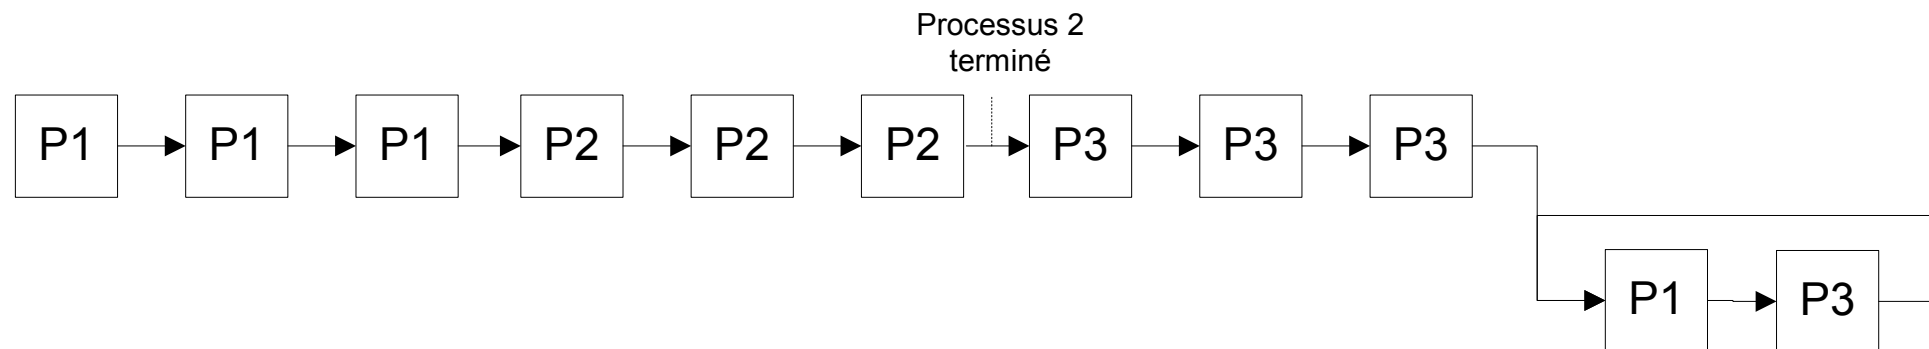 Processus 2
terminé
P1 P1 P1 P2 P2 P2 P3 P3 P3
P1 P3